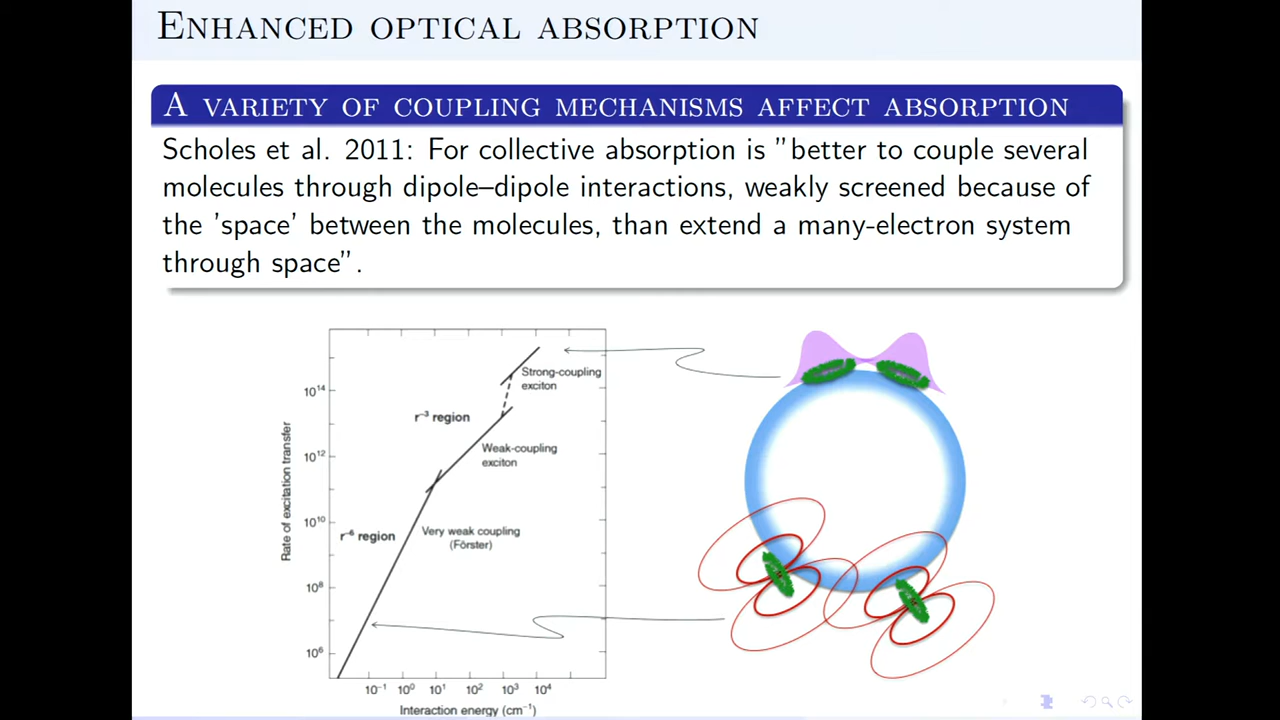 Enhanced optical absorption
A variety of coupling mechanisms affect absorption
Scholes et al. 2011: For collective absorption is ”better to couple several
molecules through dipole–dipole interactions, weakly screened because of
the ’space’ between the molecules, than extend a many-electron system
through space”.
Strong-coupling
exciton
10¹⁴
r⁻³ region
Weak-coupling
exciton
10¹²
10¹⁰
r⁻⁶ region
Very weak coupling
(Förster)
10⁸
10⁶
Rate of excitation transfer
10⁻¹ 10⁰ 10¹ 10² 10³ 10⁴
Interaction energy (cm⁻¹)